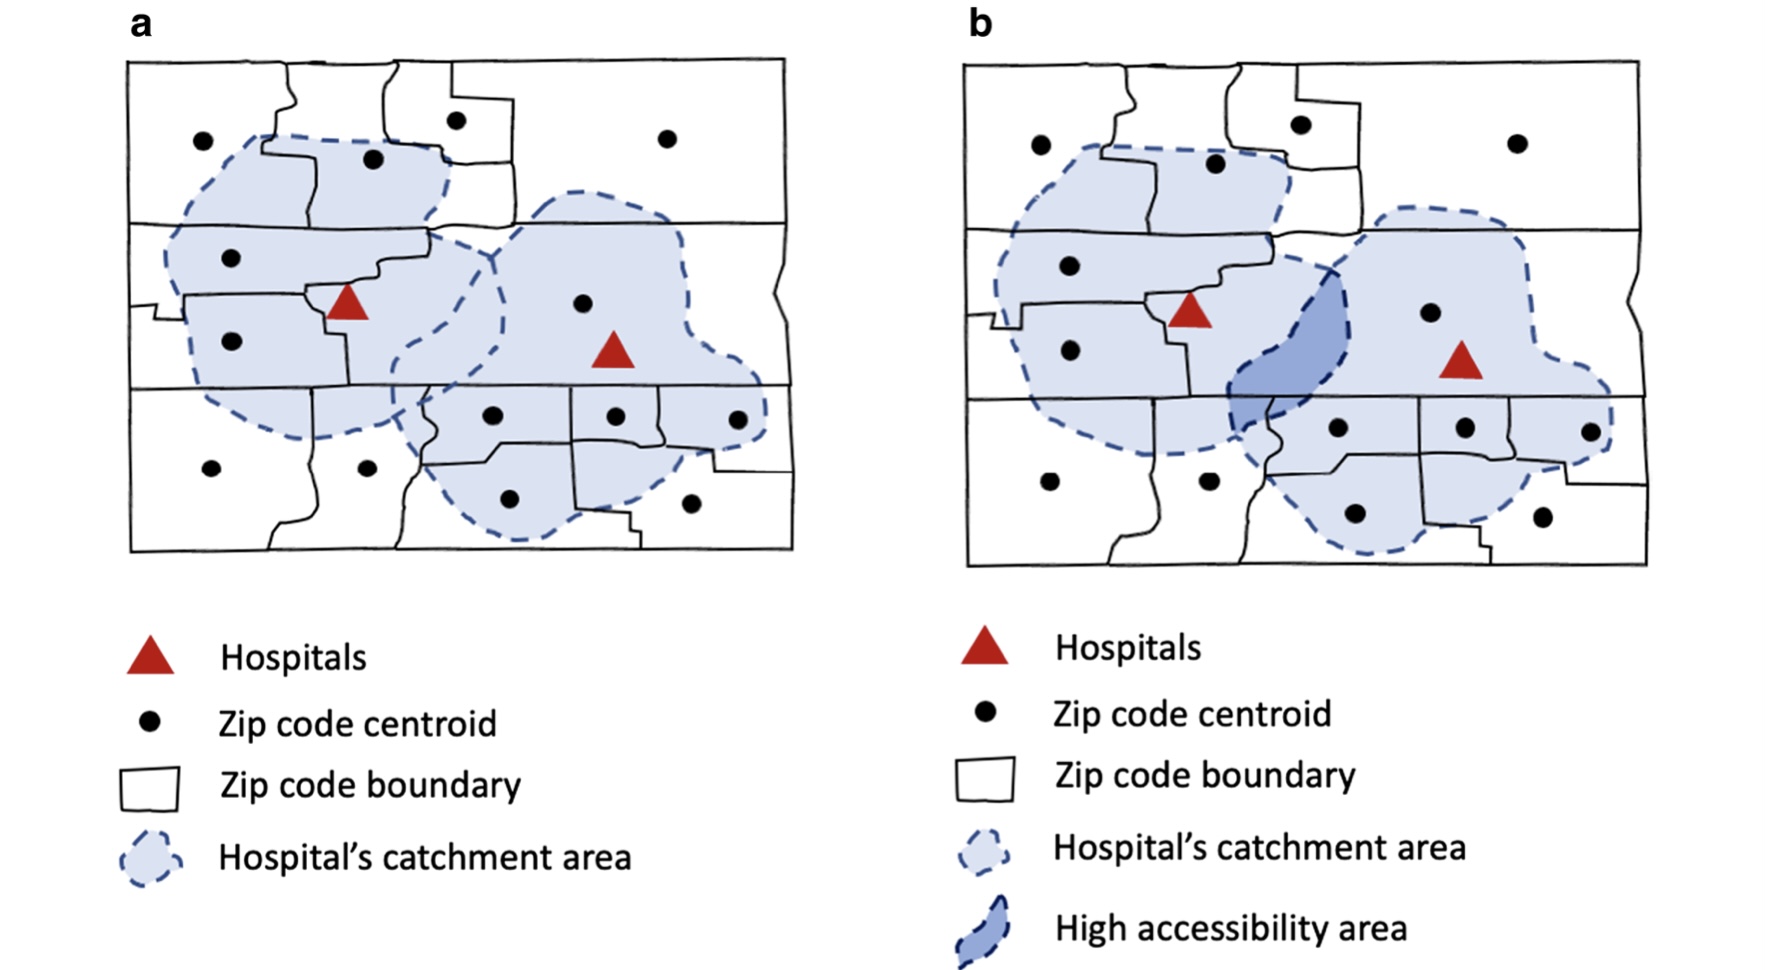 a
b
Hospitals
Zip code centroid
Zip code boundary
Hospital’s catchment area
Hospitals
Zip code centroid
Zip code boundary
Hospital’s catchment area
High accessibility area